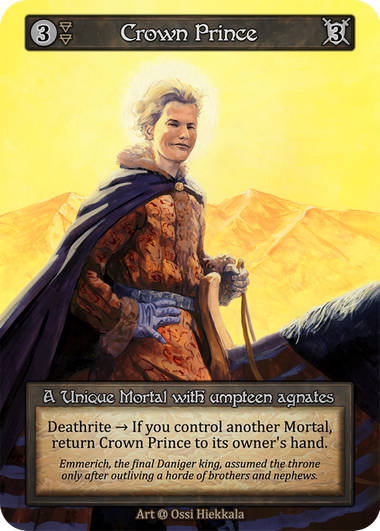 3 Crown Prince 3
A Unique Mortal with umpteen agnates
Deathrite → If you control another Mortal,
return Crown Prince to its owner's hand.
Emmerich, the final Daniger king, assumed the throne
only after outliving a horde of brothers and nephews.
Art @ Ossi Hiekkala